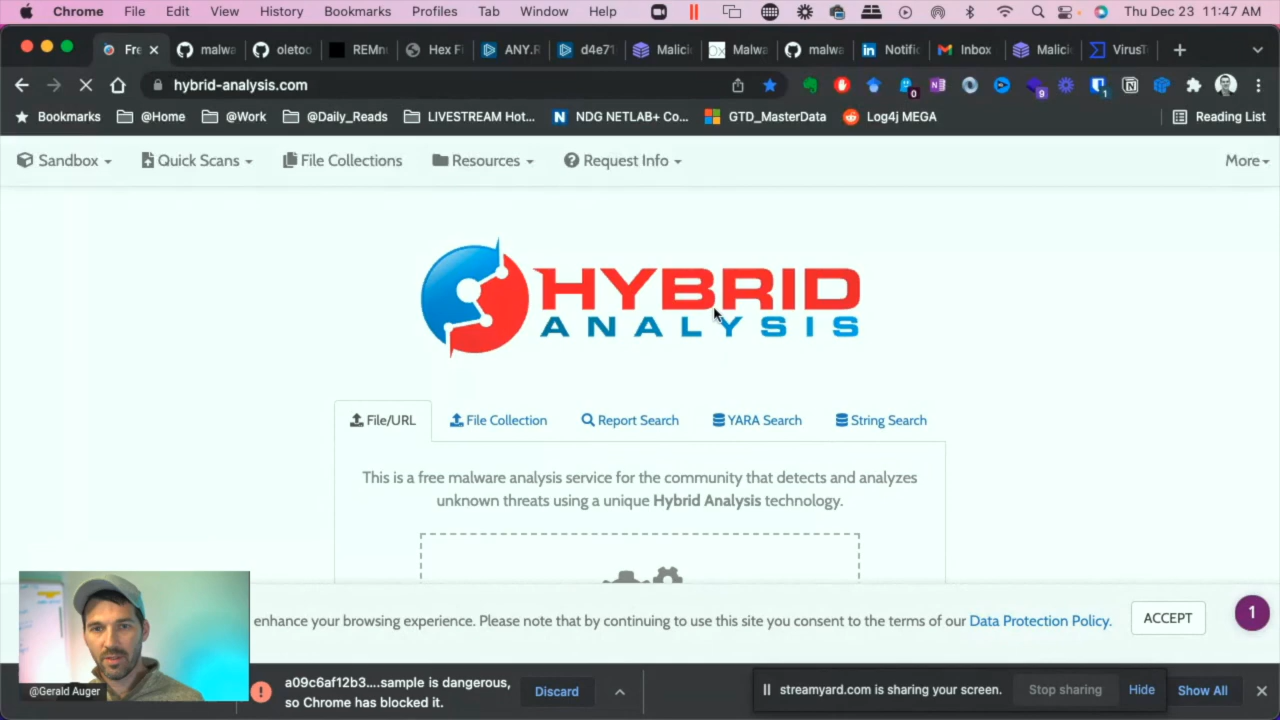 Chrome File Edit View History Bookmarks Profiles Tab Window Help Thu Dec 23 11:47 AM
Fre malwa oletoo REMnu Hex Fi ANY.R d4e71 Malici Malwa malwa Notific Inbox Malici VirusT
hybrid-analysis.com 0 9 1
Bookmarks @Home @Work @Daily_Reads LIVESTREAM Hot... NDG NETLAB+ Co... GTD_MasterData Log4j MEGA Reading List
Sandbox Quick Scans File Collections Resources Request Info More
HYBRID
ANALYSIS
File/URL File Collection Report Search YARA Search String Search
This is a free malware analysis service for the community that detects and analyzes
unknown threats using a unique Hybrid Analysis technology.
enhance your browsing experience. Please note that by continuing to use this site you consent to the terms of our Data Protection Policy. ACCEPT 1
@Gerald Auger
a09c6af12b3....sample is dangerous,
so Chrome has blocked it.
Discard
streamyard.com is sharing your screen. Stop sharing Hide Show All